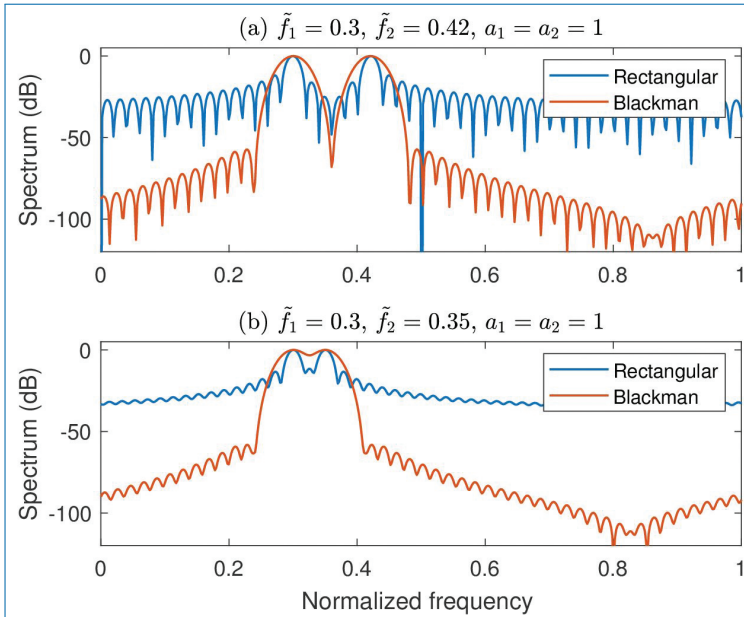 (a) f̃₁ = 0.3, f̃₂ = 0.42, a₁ = a₂ = 1
Spectrum (dB)
0
-50
-100
Rectangular
Blackman
0 0.2 0.4 0.6 0.8 1
(b) f̃₁ = 0.3, f̃₂ = 0.35, a₁ = a₂ = 1
Spectrum (dB)
0
-50
-100
Rectangular
Blackman
0 0.2 0.4 0.6 0.8 1
Normalized frequency